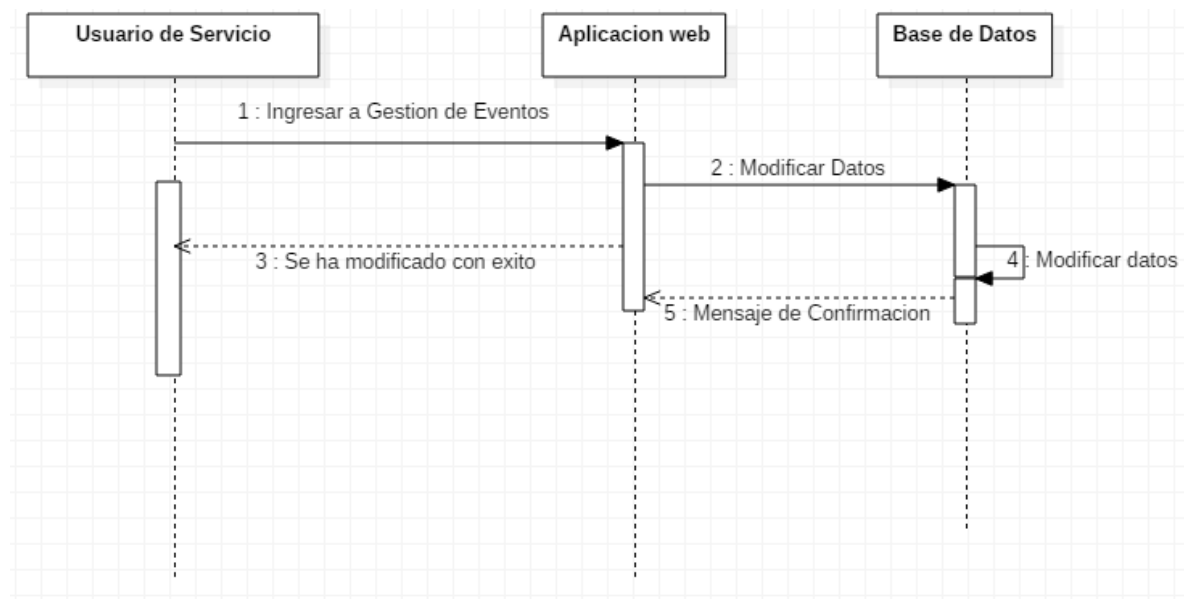 Usuario de Servicio
Aplicacion web
Base de Datos
1 : Ingresar a Gestion de Eventos
2 : Modificar Datos
3 : Se ha modificado con exito
4 : Modificar datos
5 : Mensaje de Confirmacion